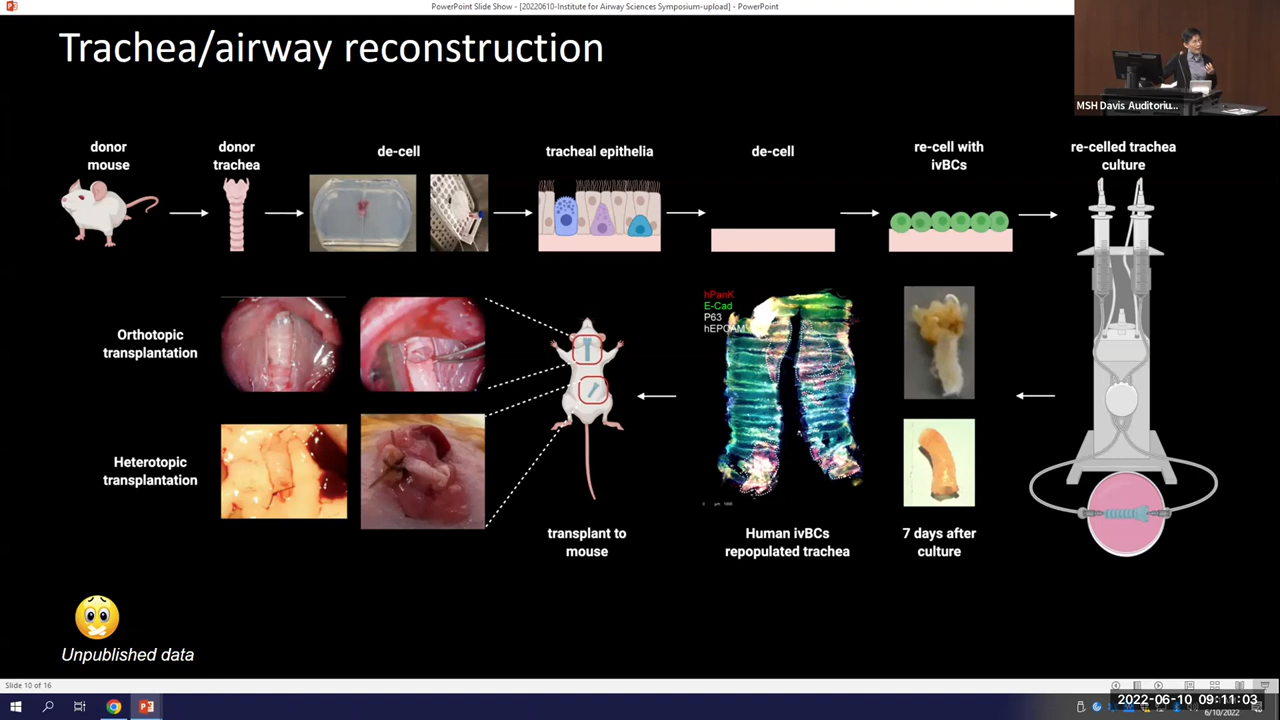 PowerPoint Slide Show - [20220610-Institute for Airway Sciences Symposium-upload] - PowerPoint
Trachea/airway reconstruction
MSH Davis Auditoriu...
donor
mouse
donor
trachea
de-cell
tracheal epithelia
de-cell
re-cell with
ivBCs
re-celled trachea
culture
hPanK
E-Cad
P63
hEPCAM
Orthotopic
transplantation
Heterotopic
transplantation
transplant to
mouse
Human ivBCs
repopulated trachea
7 days after
culture
Unpublished data
Slide 10 of 16
2022-06-10 09:11:03
6/10/2022